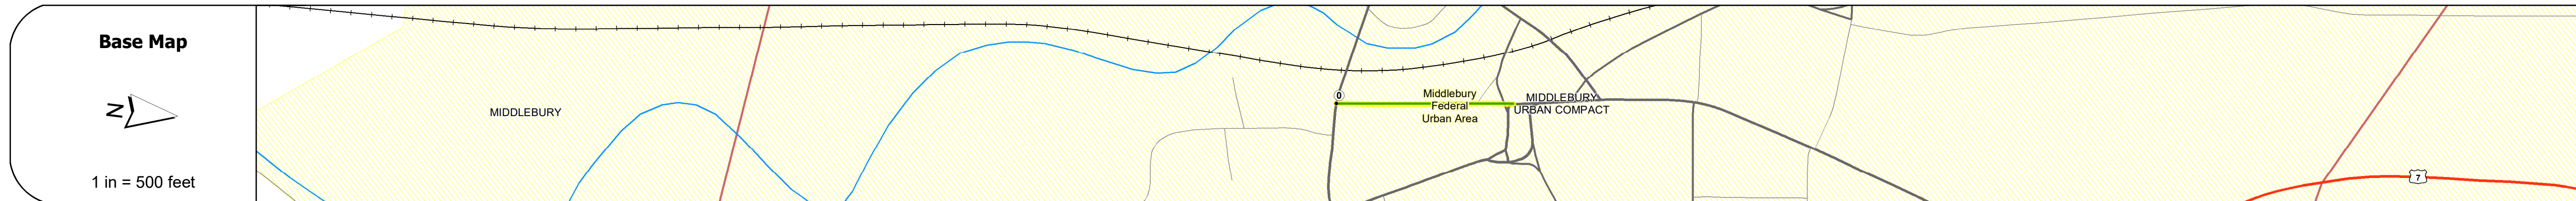 Base Map
N
1 in = 500 feet
MIDDLEBURY
0
Middlebury
Federal
Urban Area
MIDDLEBURY
URBAN COMPACT
7